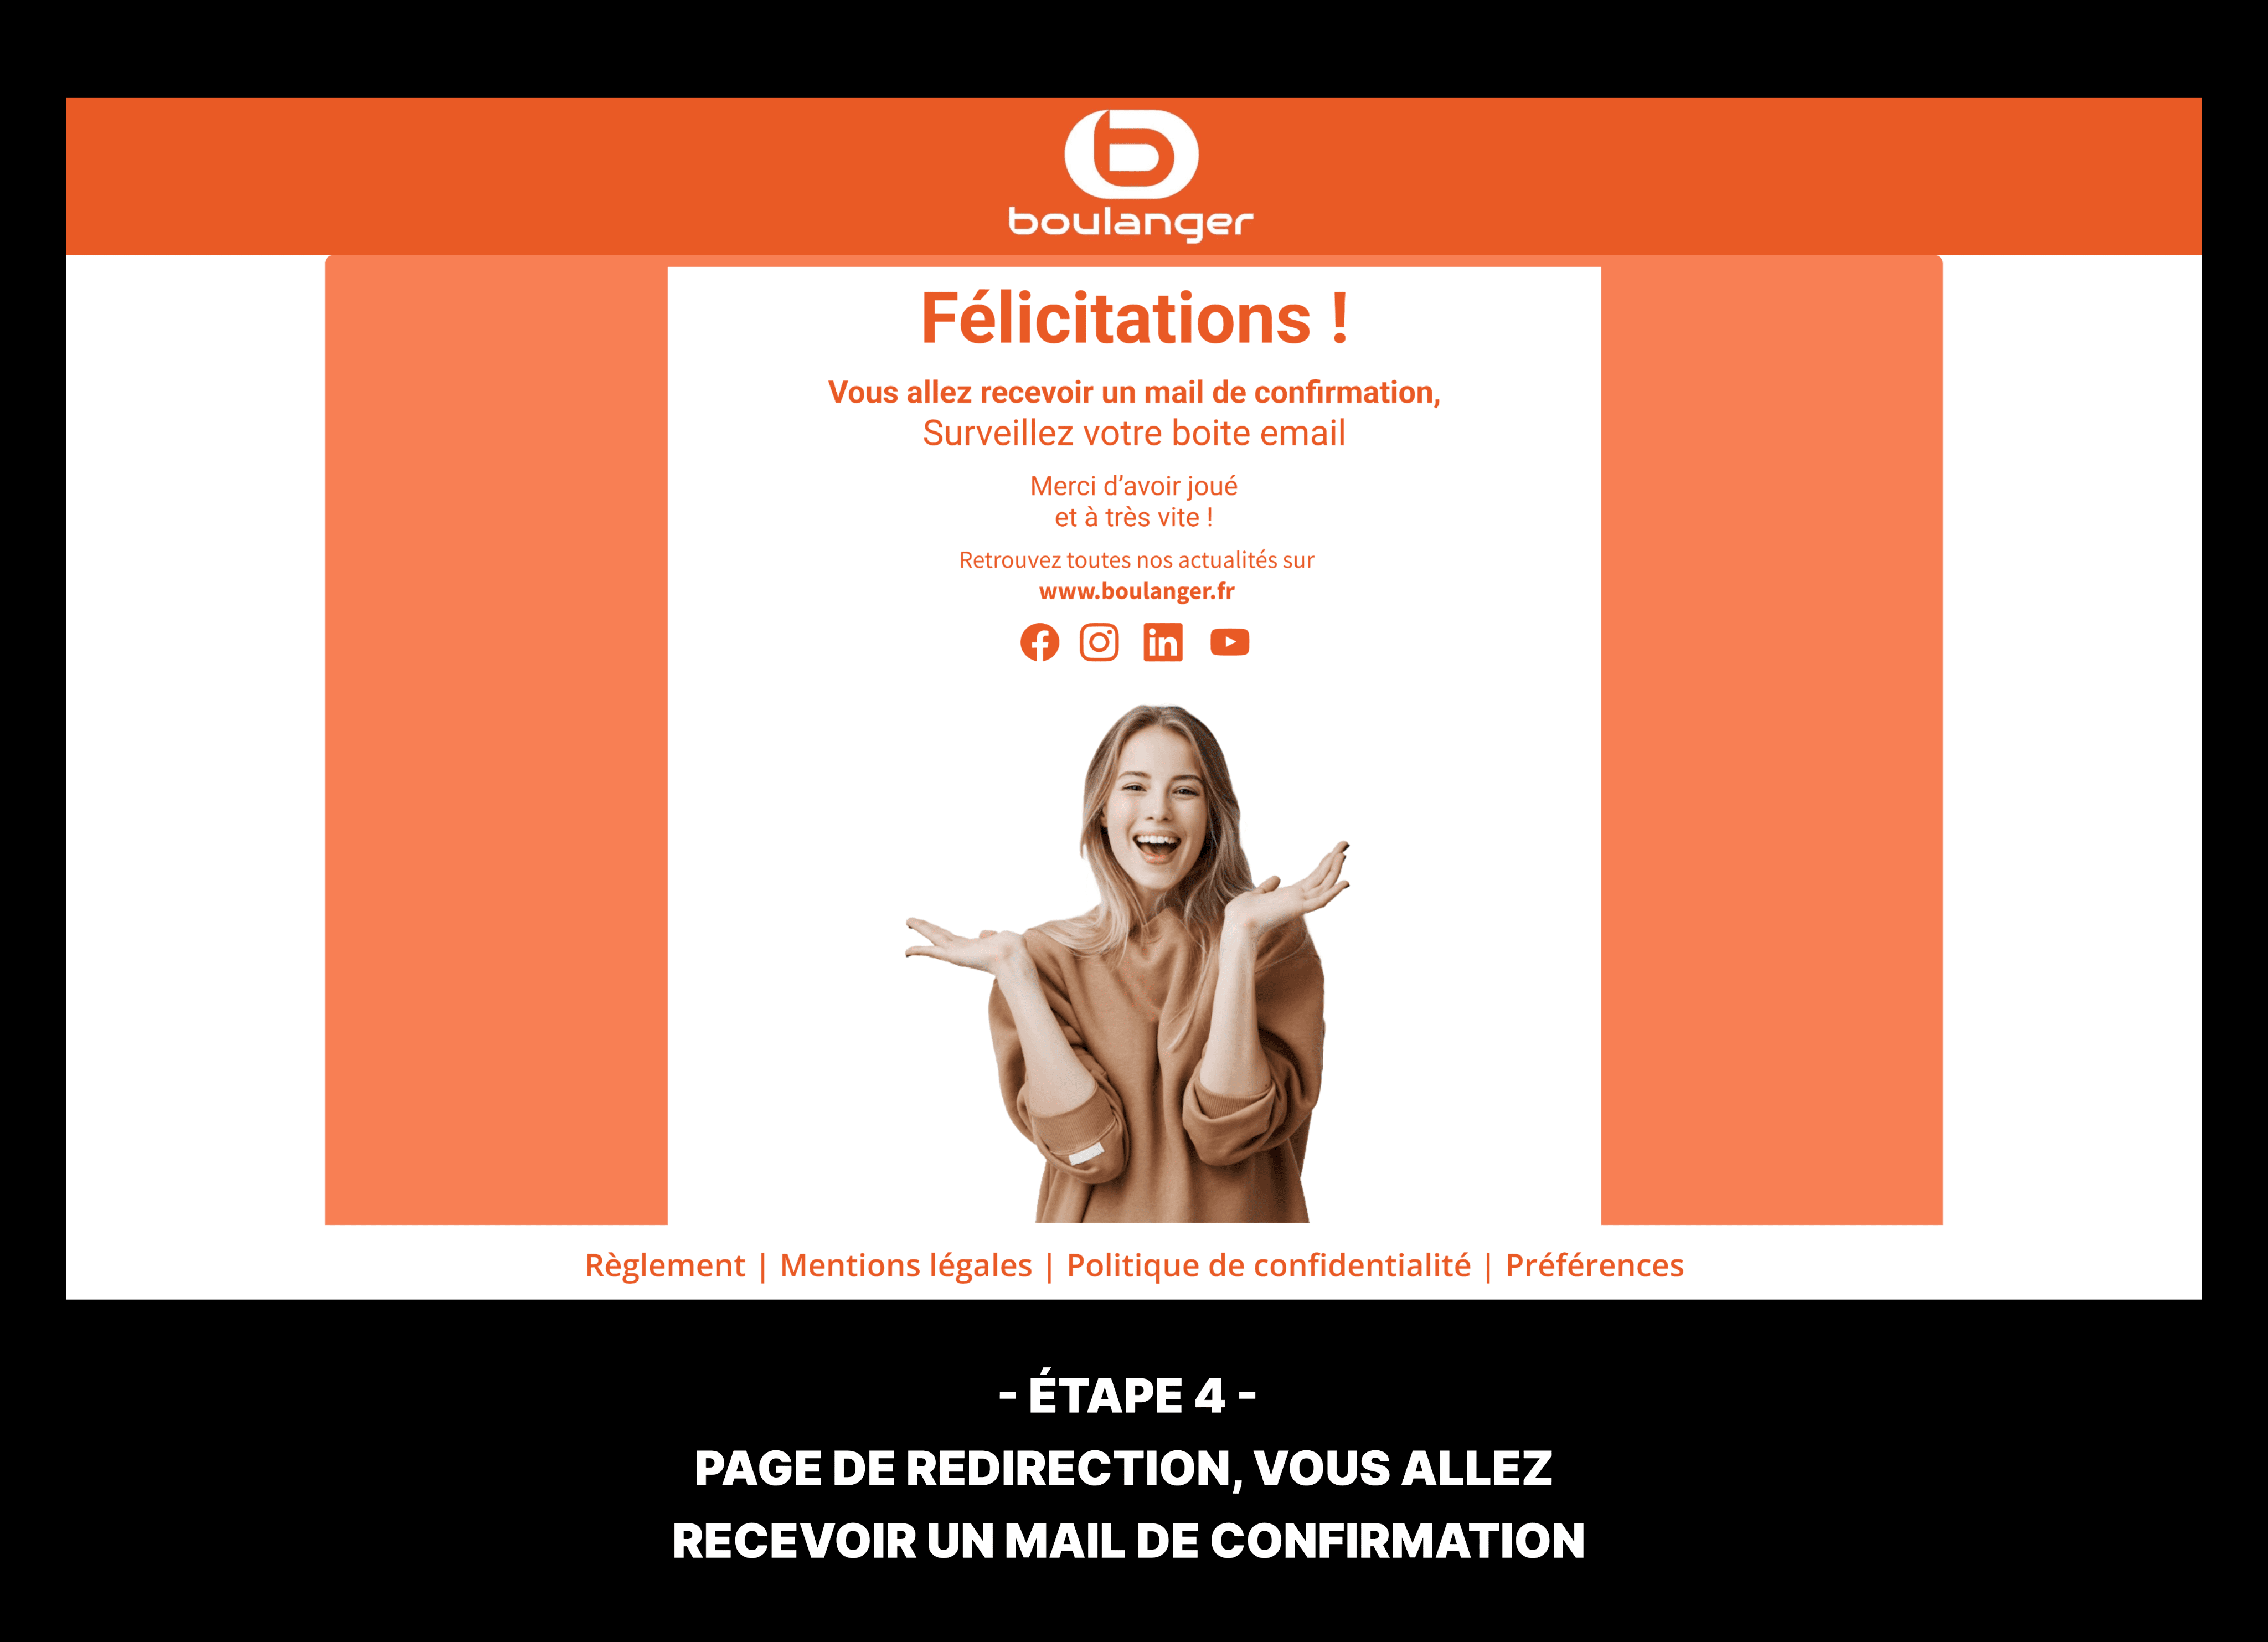 boulanger
Félicitations !
Vous allez recevoir un mail de confirmation,
Surveillez votre boite email
Merci d’avoir joué
et à très vite !
Retrouvez toutes nos actualités sur
www.boulanger.fr
Règlement | Mentions légales | Politique de confidentialité | Préférences
- ÉTAPE 4 -
PAGE DE REDIRECTION, VOUS ALLEZ
RECEVOIR UN MAIL DE CONFIRMATION